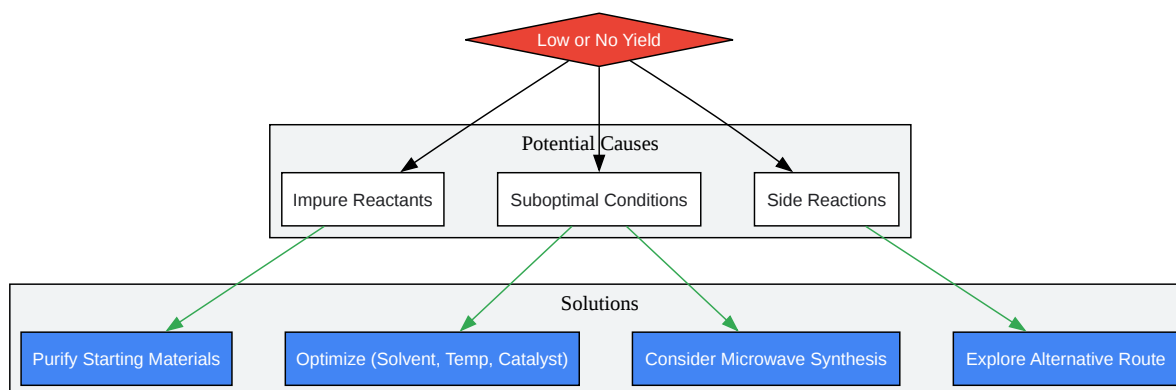 Low or No Yield
Potential Causes
Impure Reactants
Suboptimal Conditions
Side Reactions
Solutions
Purify Starting Materials
Optimize (Solvent, Temp, Catalyst)
Consider Microwave Synthesis
Explore Alternative Route